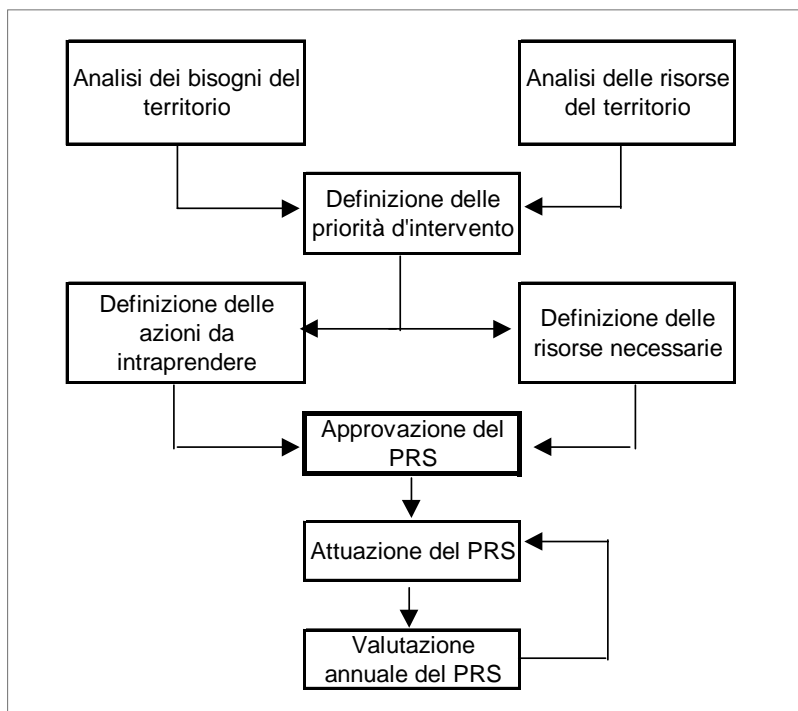 Analisi dei bisogni del
territorio
Analisi delle risorse
del territorio
Definizione delle
priorità d'intervento
Definizione delle
azioni da
intraprendere
Definizione delle
risorse necessarie
Approvazione del
PRS
Attuazione del PRS
Valutazione
annuale del PRS